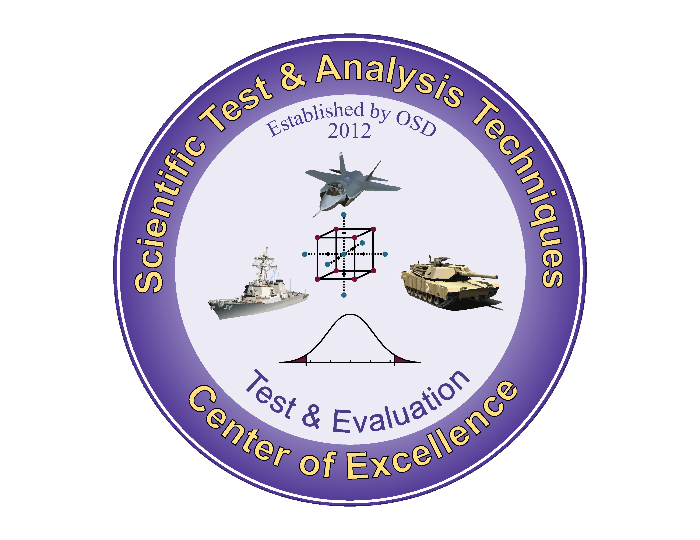 Scientific Test & Analysis Techniques
Established by OSD
2012
Test & Evaluation
Center of Excellence